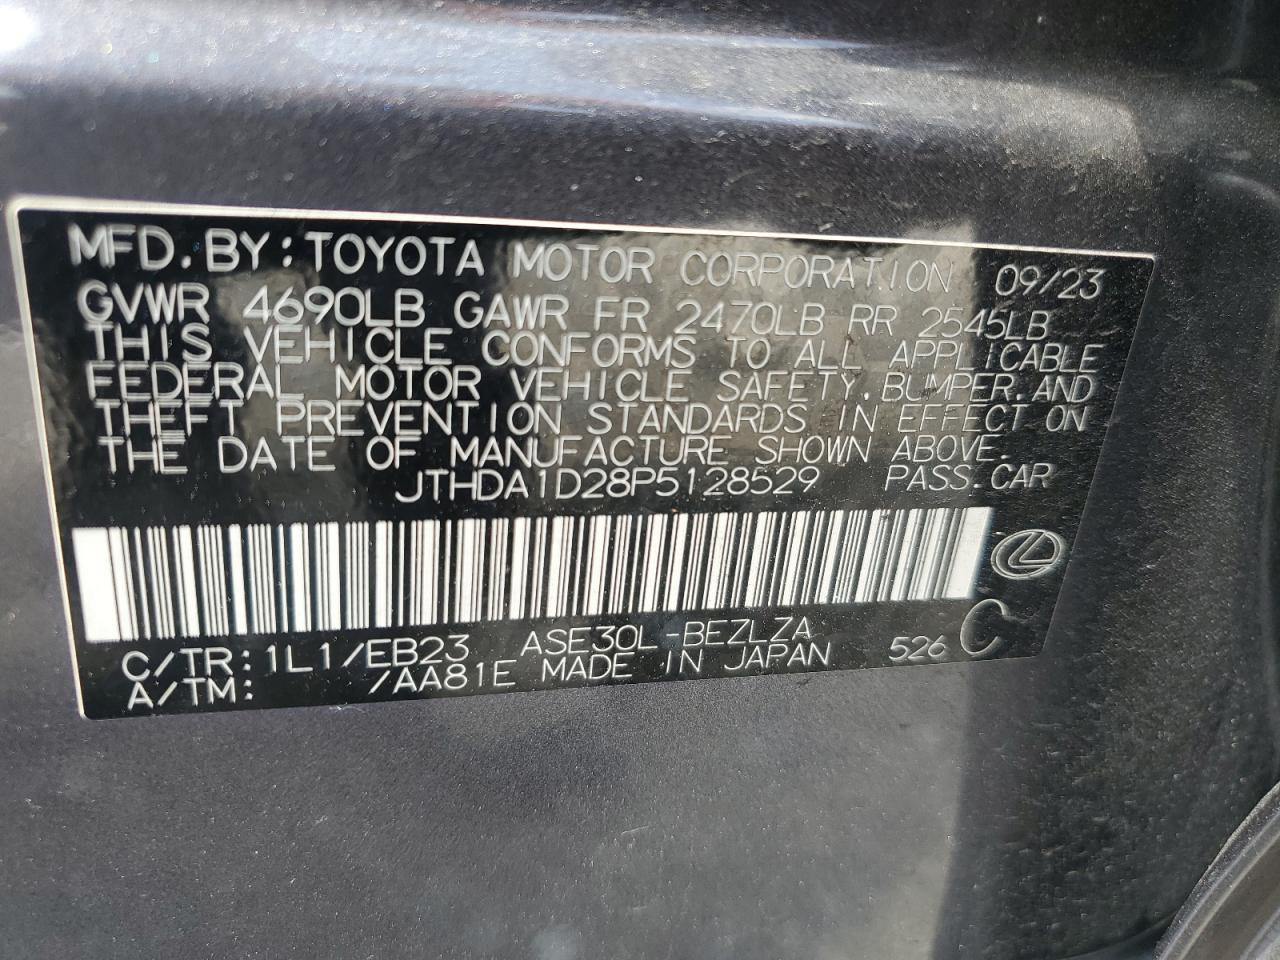 MFD. BY: TOYOTA MOTOR CORPORATION 09/23
GVWR 4690LB GAWR FR 2470LB RR 2545LB
THIS VEHICLE CONFORMS TO ALL APPLICABLE
FEDERAL MOTOR VEHICLE SAFETY, BUMPER, AND
THEFT PREVENTION STANDARDS IN EFFECT ON
THE DATE OF MANUFACTURE SHOWN ABOVE.
JTHDA1D28P5128529 PASS. CAR
C/TR: 1L1/EB23 ASE30L-BEZLZA 526 C
A/TM: /AA81E MADE IN JAPAN